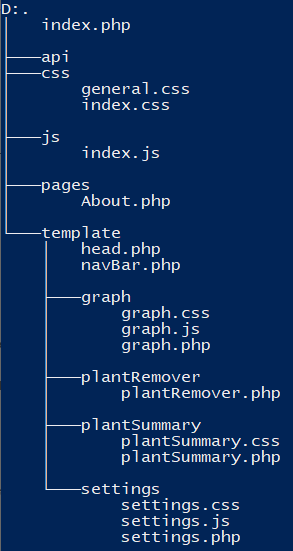 D:.
index.php
api
css
general.css
index.css
js
index.js
pages
About.php
template
head.php
navBar.php
graph
graph.css
graph.js
graph.php
plantRemover
plantRemover.php
plantSummary
plantSummary.css
plantSummary.php
settings
settings.css
settings.js
settings.php